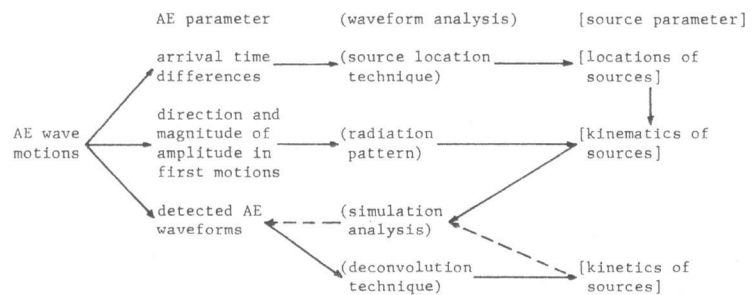 AE parameter (waveform analysis) [source parameter]
arrival time (source location [locations of
differences technique) sources]
direction and
AE wave magnitude of (radiation [kinematics of
motions amplitude in pattern) sources]
first motions
detected AE (simulation
waveforms analysis)
(deconvolution [kinetics of
technique) sources]